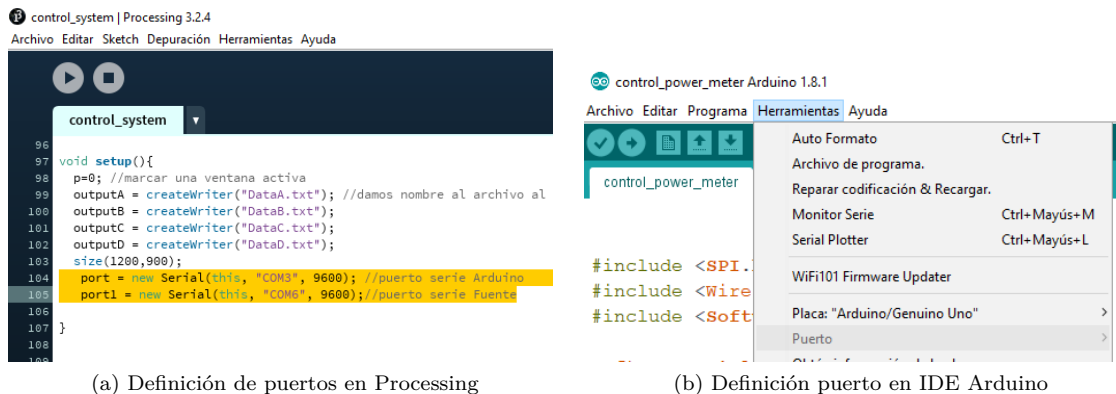 control_system | Processing 3.2.4
Archivo Editar Sketch Depuración Herramientas Ayuda
control_system
96
97 void setup(){
98 p=0; //marcar una ventana activa
99 outputA = createWriter("DataA.txt"); //damos nombre al archivo al
100 outputB = createWriter("DataB.txt");
101 outputC = createWriter("DataC.txt");
102 outputD = createWriter("DataD.txt");
103 size(1200,900);
104 port = new Serial(this, "COM3", 9600); //puerto serie Arduino
105 port1 = new Serial(this, "COM6", 9600);//puerto serie Fuente
106
107 }
108
(a) Definición de puertos en Processing
control_power_meter Arduino 1.8.1
Archivo Editar Programa Herramientas Ayuda
control_power_meter
Auto Formato Ctrl+T
Archivo de programa.
Reparar codificación & Recargar.
Monitor Serie Ctrl+Mayús+M
Serial Plotter Ctrl+Mayús+L
WiFi101 Firmware Updater
Placa: "Arduino/Genuino Uno"
Puerto
#include <SPI.
#include <Wire
#include <Soft
(b) Definición puerto en IDE Arduino